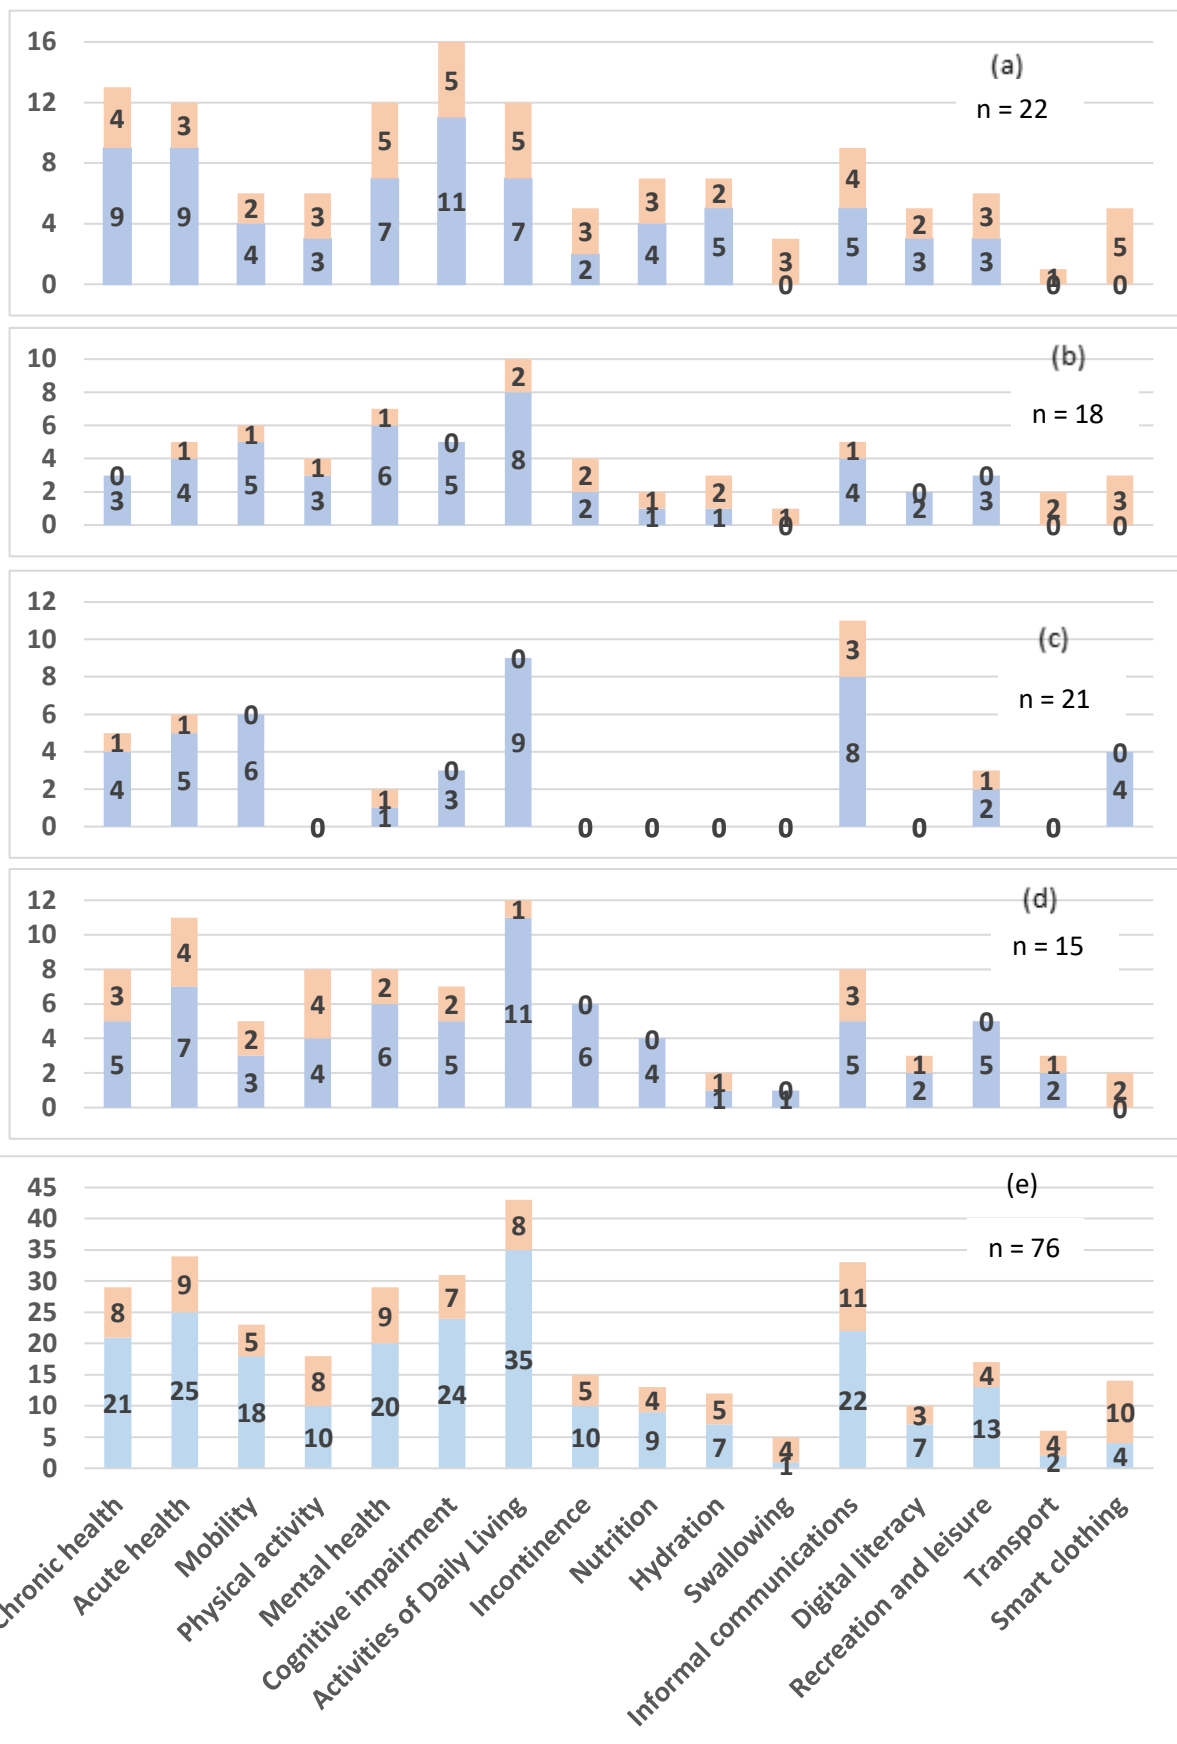 16
12
8
4
0
(a)
n = 22
4 3 2 3 5 5 5 3 3 2 3 4 2 3 1 5
9 9 4 3 7 11 7 2 4 5 0 5 3 3 0 0
10
8
6
4
2
0
(b)
n = 18
0 1 1 1 1 0 2 2 1 2 1 1 0 0 2 3
3 4 5 3 6 5 8 2 1 1 0 4 2 3 0 0
12
10
8
6
4
2
0
(c)
n = 21
1 1 0 0 1 0 0 0 0 0 0 3 0 1 0 0
4 5 6 1 3 9 8 2 4
12
10
8
6
4
2
0
(d)
n = 15
3 4 2 4 2 2 1 0 0 1 0 3 1 0 1 2
5 7 3 4 6 5 11 6 4 1 1 5 2 5 2 0
45
40
35
30
25
20
15
10
5
0
(e)
n = 76
8 9 5 8 9 7 8 5 4 5 4 11 3 4 4 10
21 25 18 10 20 24 35 10 9 7 1 22 7 13 2 4
Chronic health
Acute health
Mobility
Physical activity
Mental health
Cognitive impairment
Activities of Daily Living
Incontinence
Nutrition
Hydration
Swallowing
Informal communications
Digital literacy
Recreation and leisure
Transport
Smart clothing